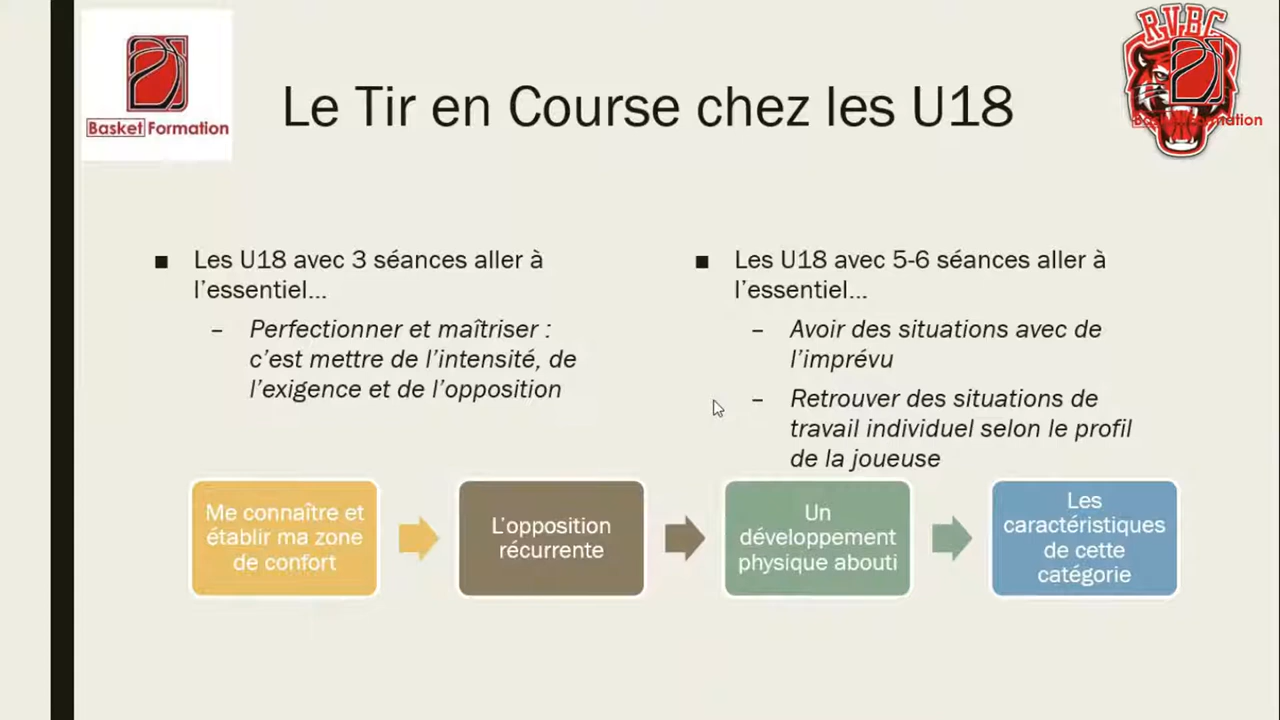 Basket Formation
RVBC
Basket Formation
Le Tir en Course chez les U18
■ Les U18 avec 3 séances aller à
l'essentiel...
– Perfectionner et maîtriser :
c'est mettre de l'intensité, de
l'exigence et de l'opposition
■ Les U18 avec 5-6 séances aller à
l'essentiel...
– Avoir des situations avec de
l'imprévu
– Retrouver des situations de
travail individuel selon le profil
de la joueuse
Me connaître et
établir ma zone
de confort
L'opposition
récurrente
Un
développement
physique abouti
Les
caractéristiques
de cette
catégorie